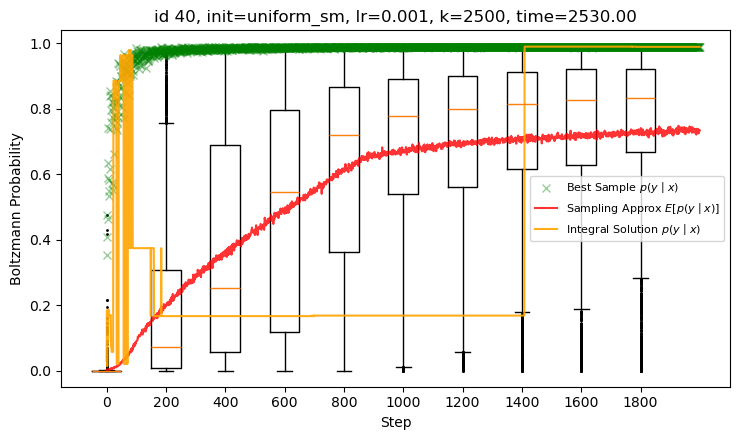 id 40, init=uniform_sm, lr=0.001, k=2500, time=2530.00
Boltzmann Probability
1.0
0.8
0.6
0.4
0.2
0.0
Best Sample p(y | x)
Sampling Approx E[p(y | x)]
Integral Solution p(y | x)
0 200 400 600 800 1000 1200 1400 1600 1800
Step